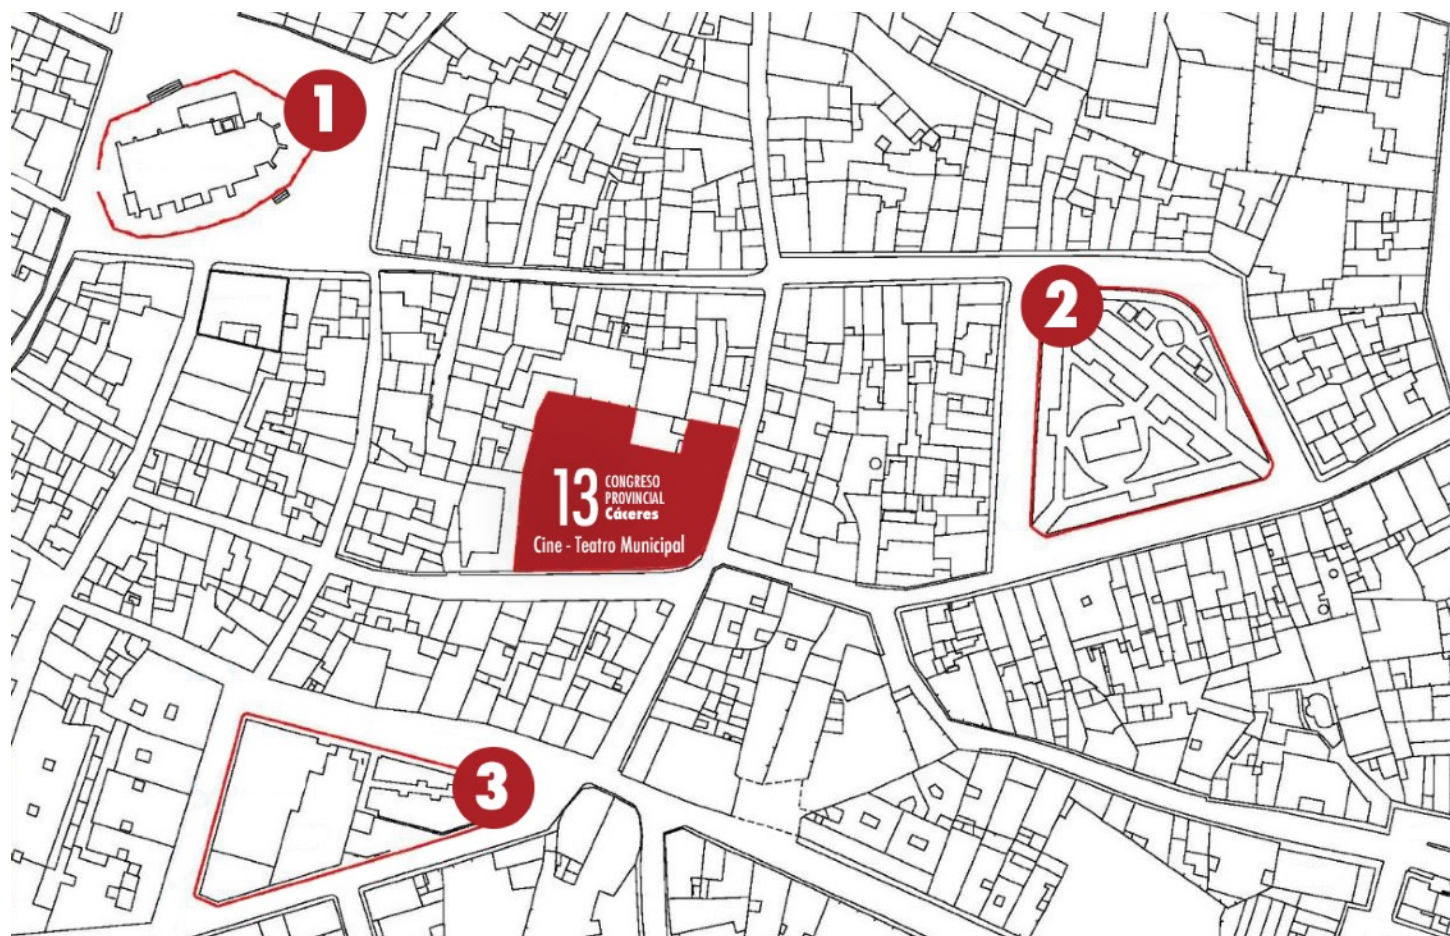 1
2
13 CONGRESO
PROVINCIAL
Cáceres
Cine - Teatro Municipal
3